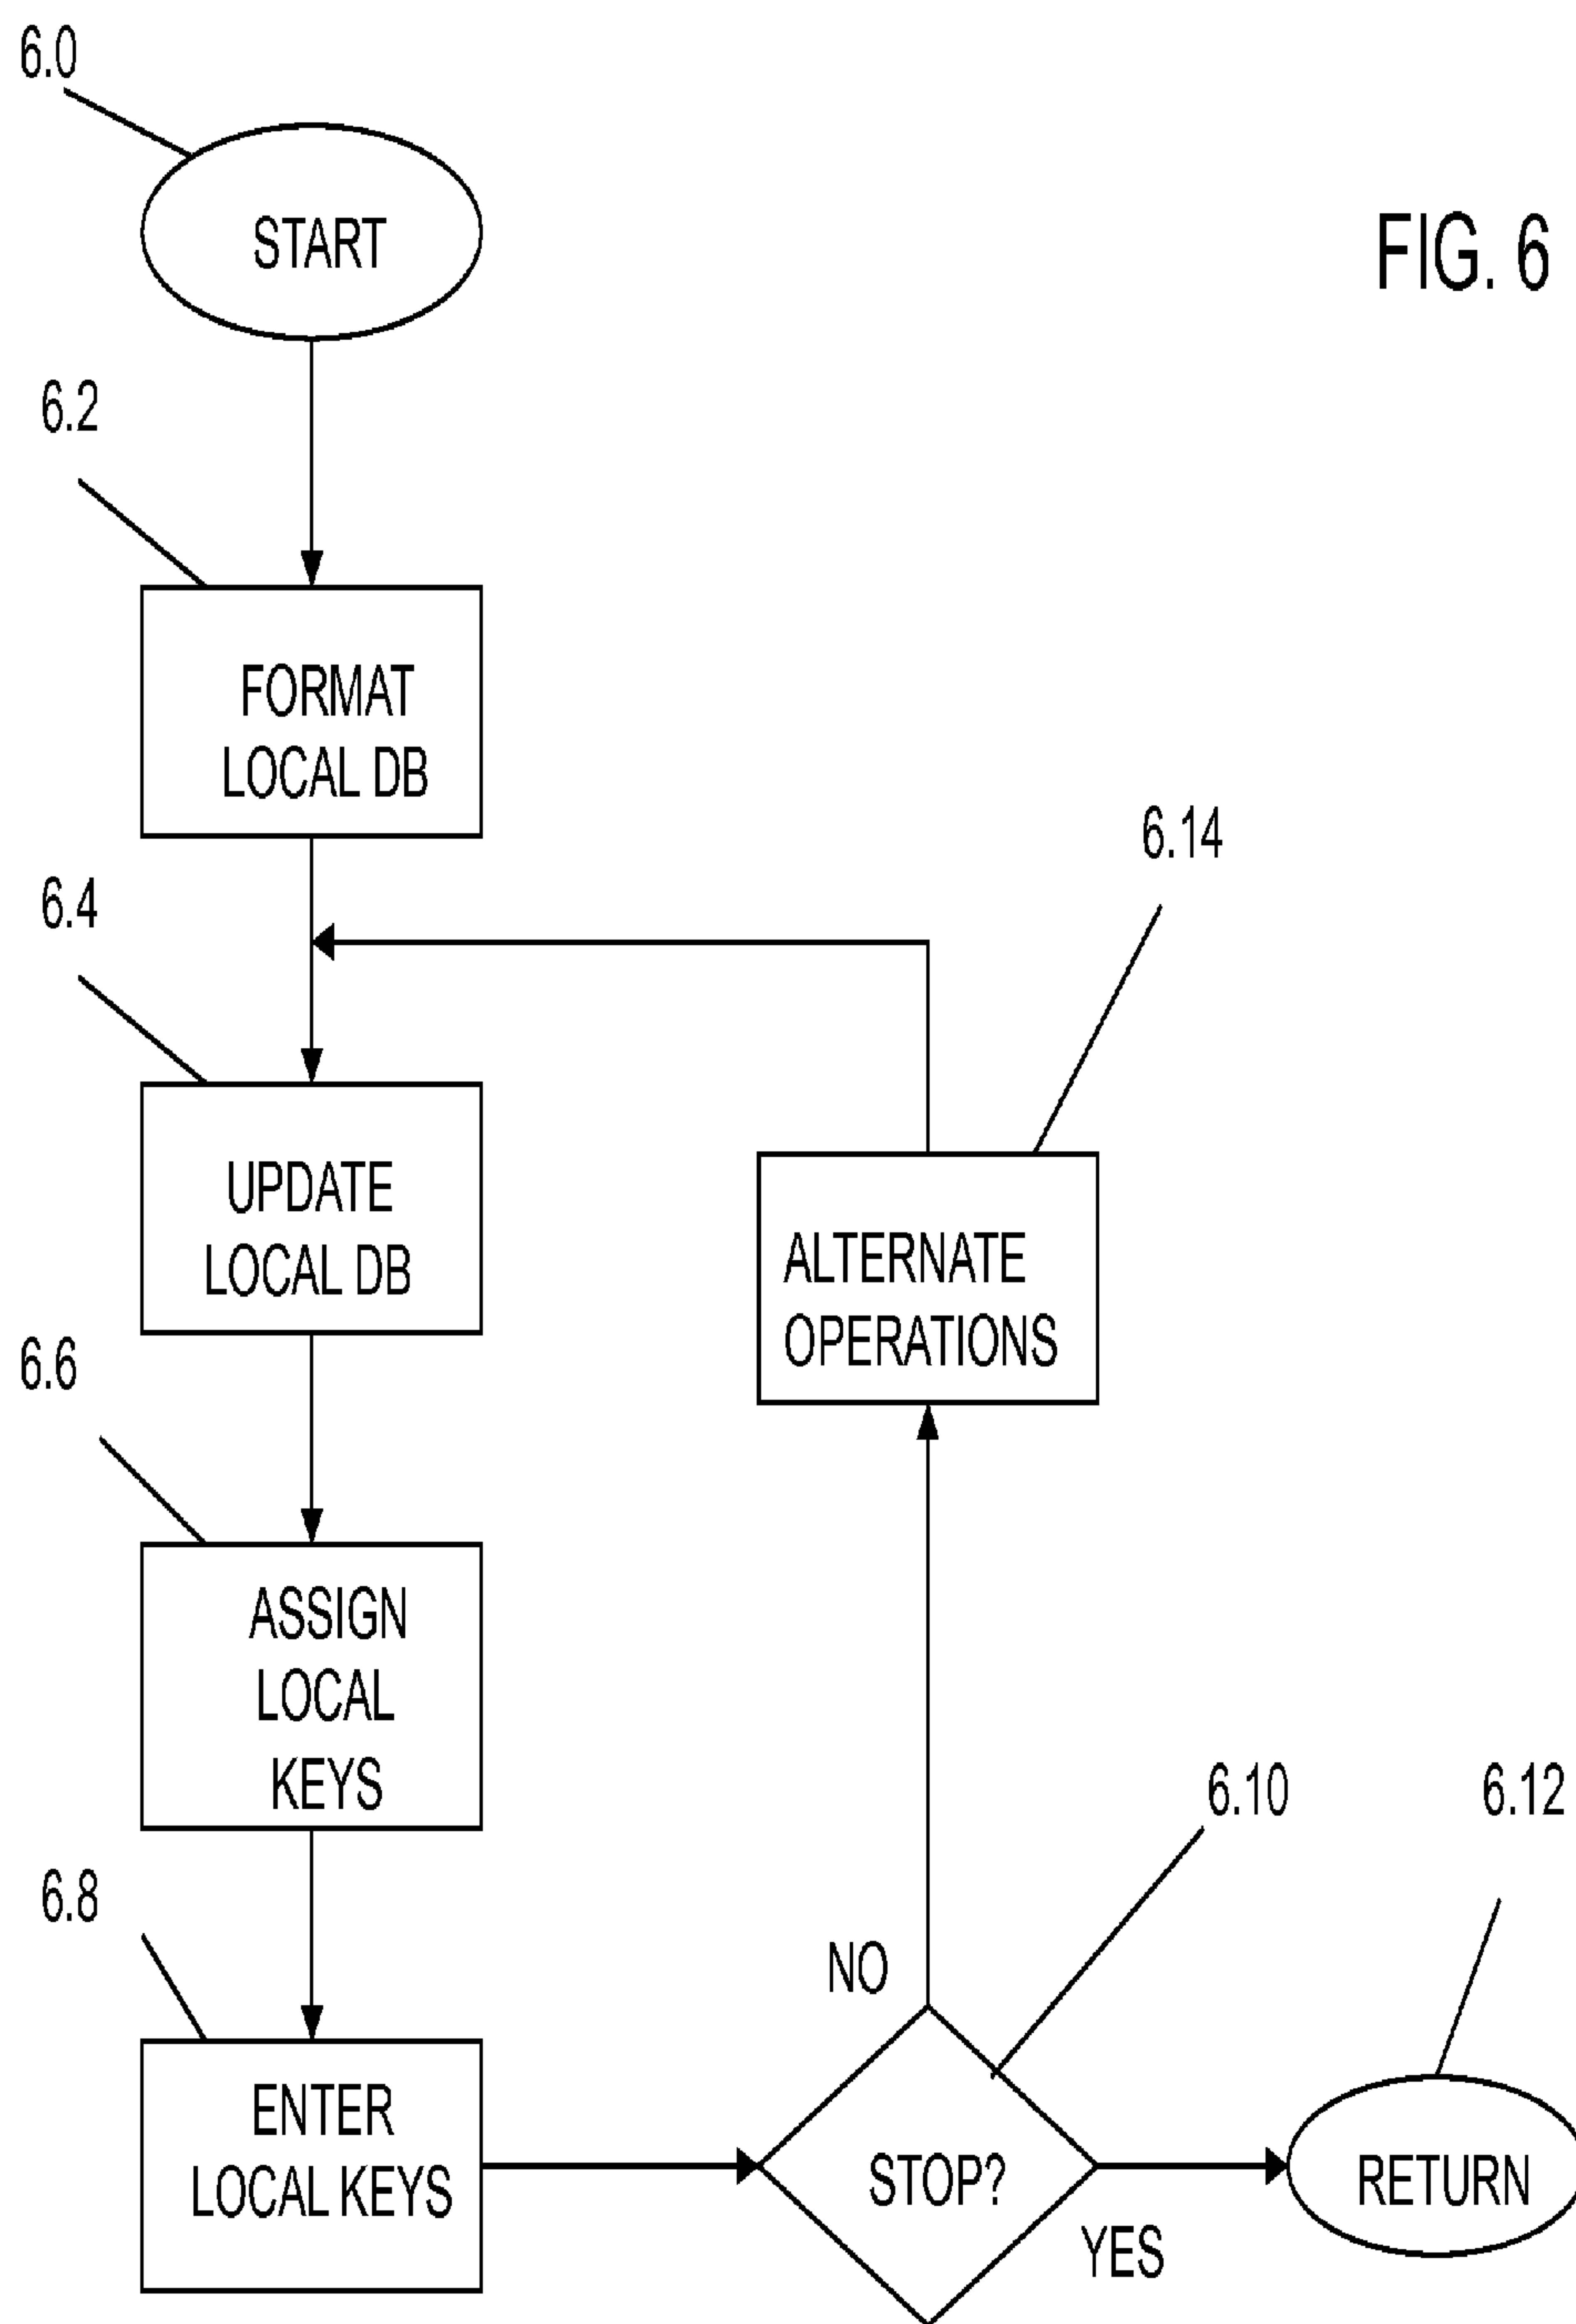 6.0
START
FIG. 6
6.2
FORMAT
LOCAL DB
6.14
6.4
UPDATE
LOCAL DB
ALTERNATE
OPERATIONS
6.6
ASSIGN
LOCAL
KEYS
6.10
6.12
6.8
NO
ENTER
LOCAL KEYS
STOP?
RETURN
YES